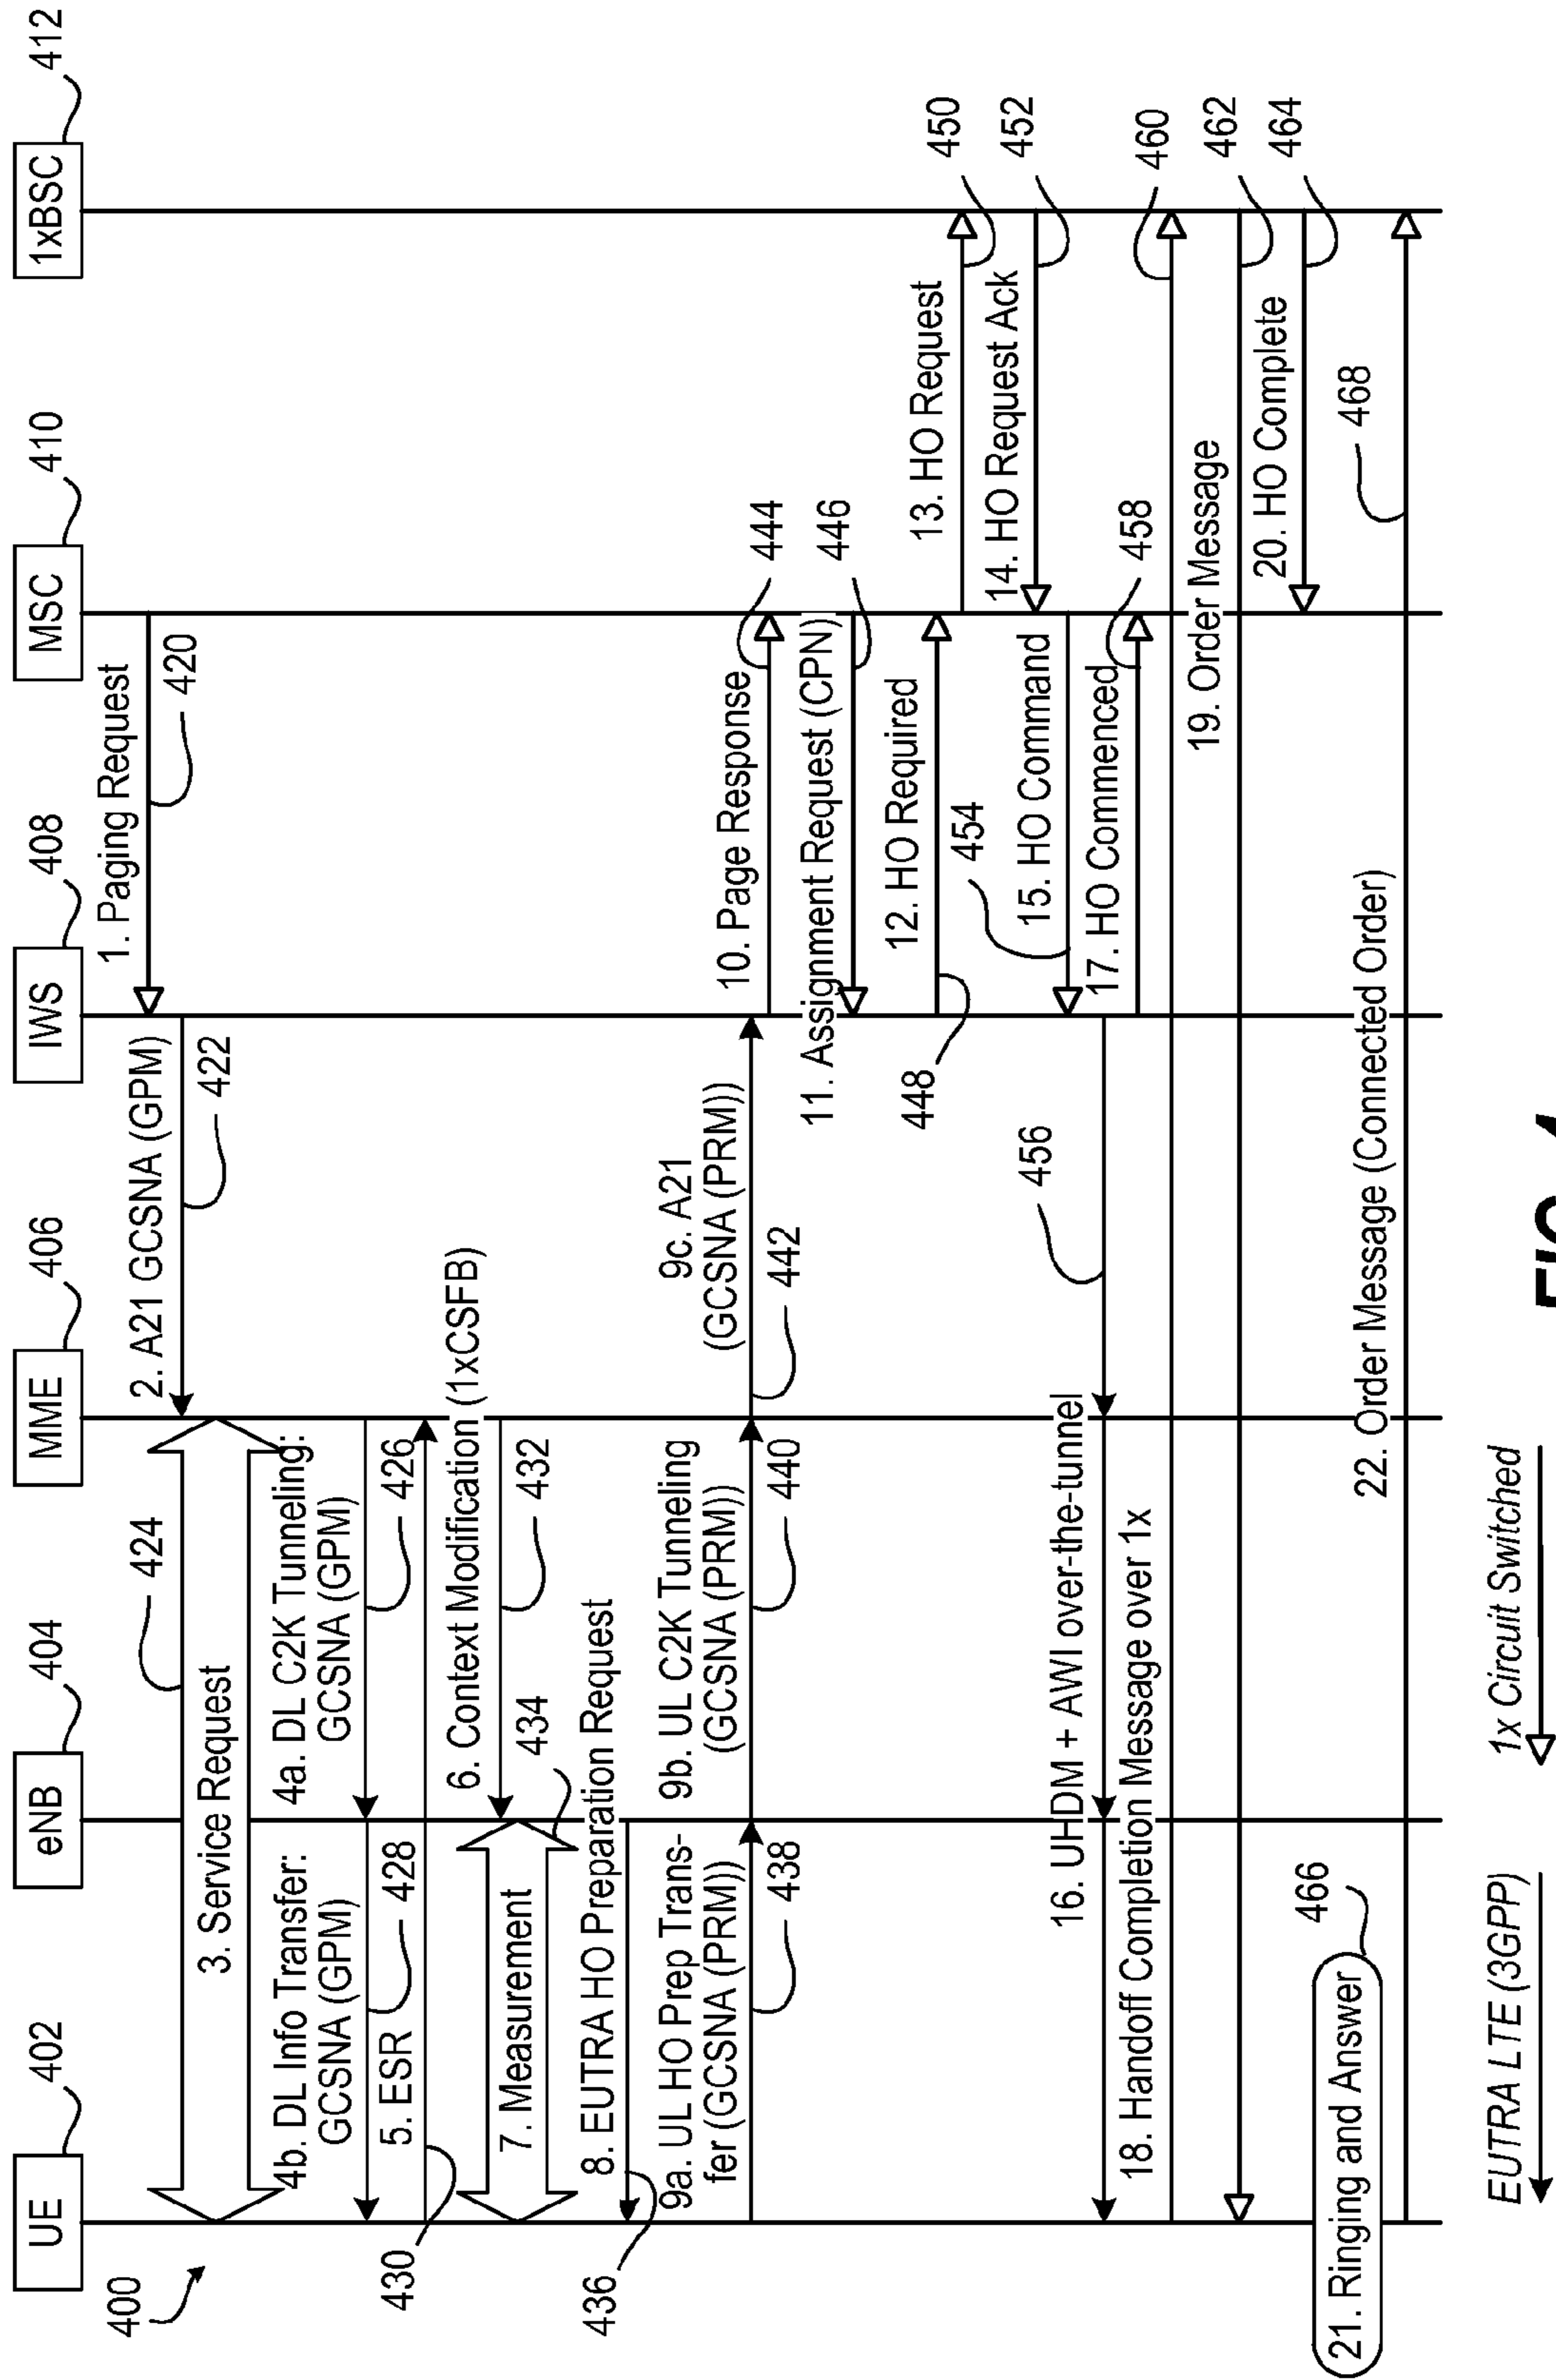 400
UE
402
eNB
404
MME
406
IWS
408
MSC
410
1xBSC
412
1. Paging Request
420
2. A21 GCSNA (GPM)
422
424
3. Service Request
4a. DL C2K Tunneling:
GCSNA (GPM)
426
4b. DL Info Transfer:
GCSNA (GPM)
428
5. ESR
430
6. Context Modification (1xCSFB)
432
7. Measurement
434
8. EUTRA HO Preparation Request
436
9a. UL HO Prep Trans-
fer (GCSNA (PRM))
438
9b. UL C2K Tunneling
(GCSNA (PRM))
440
9c. A21
(GCSNA (PRM))
442
10. Page Response
444
11. Assignment Request (CPN)
446
12. HO Required
448
13. HO Request
450
14. HO Request Ack
452
15. HO Command
454
16. UHDM + AWI over-the-tunnel
456
17. HO Commenced
458
18. Handoff Completion Message over 1x
460
19. Order Message
462
20. HO Complete
464
21. Ringing and Answer
466
22. Order Message (Connected Order)
468
EUTRA LTE (3GPP)
1x Circuit Switched